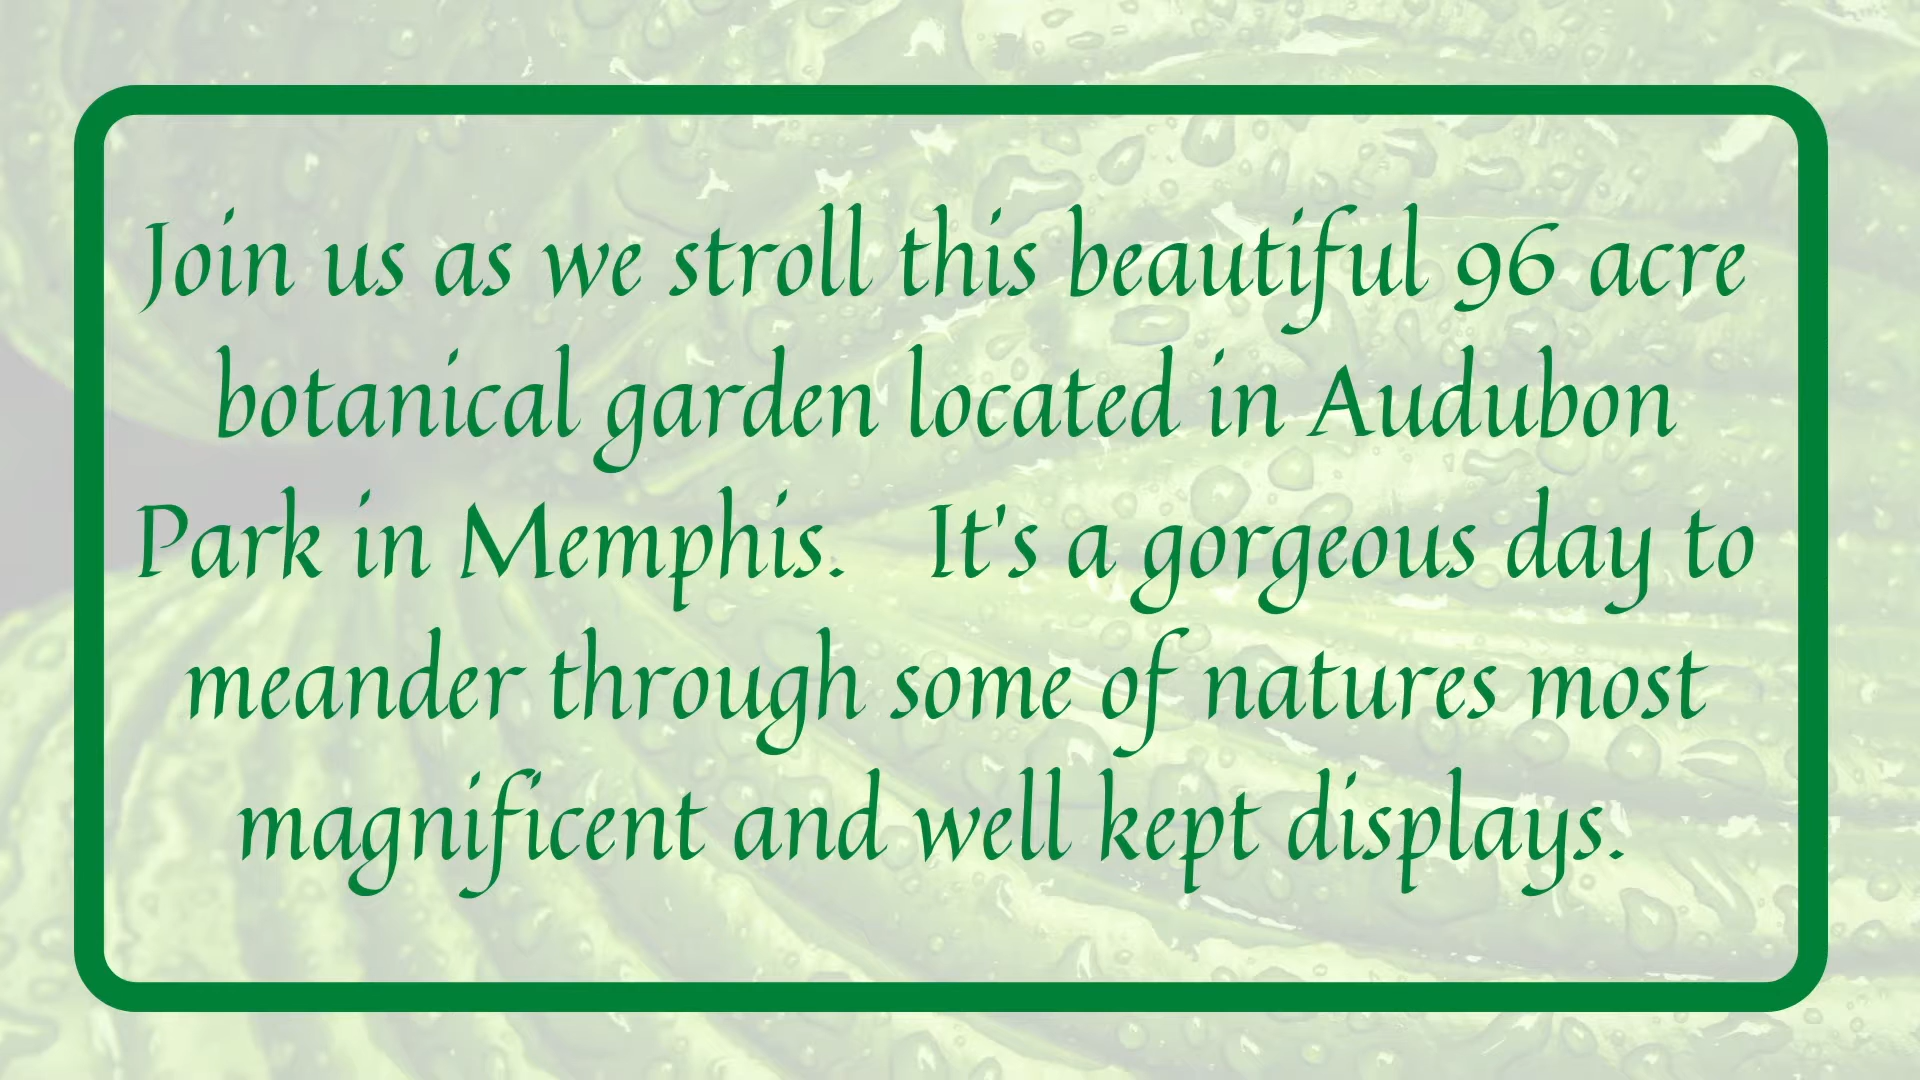 Join us as we stroll this beautiful 96 acre
botanical garden located in Audubon
Park in Memphis.   It's a gorgeous day to
meander through some of natures most
magnificent and well kept displays.